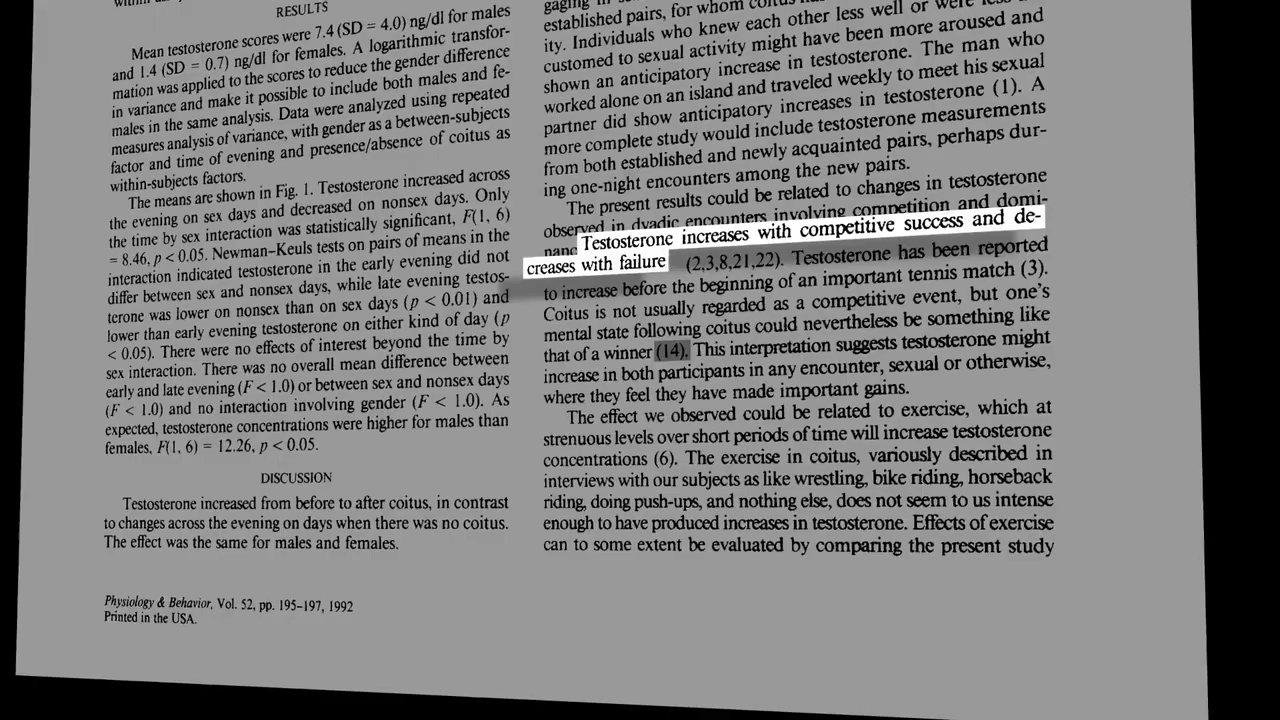 RESULTS
Mean testosterone scores were 7.4 (SD = 4.0) ng/dl for males
and 1.4 (SD = 0.7) ng/dl for females. A logarithmic transfor-
mation was applied to the scores to reduce the gender difference
in variance and make it possible to include both males and fe-
males in the same analysis. Data were analyzed using repeated
measures analysis of variance, with gender as a between-subjects
factor and time of evening and presence/absence of coitus as
within-subjects factors.
The means are shown in Fig. 1. Testosterone increased across
the evening on sex days and decreased on nonsex days. Only
the time by sex interaction was statistically significant, F(1, 6)
= 8.46, p < 0.05. Newman–Keuls tests on pairs of means in the
interaction indicated testosterone in the early evening did not
differ between sex and nonsex days, while late evening testos-
terone was lower on nonsex than on sex days (p < 0.01) and
lower than early evening testosterone on either kind of day (p
< 0.05). There were no effects of interest beyond the time by
sex interaction. There was no overall mean difference between
early and late evening (F < 1.0) or between sex and nonsex days
(F < 1.0) and no interaction involving gender (F < 1.0). As
expected, testosterone concentrations were higher for males than
females, F(1, 6) = 12.26, p < 0.05.
DISCUSSION
Testosterone increased from before to after coitus, in contrast
to changes across the evening on days when there was no coitus.
The effect was the same for males and females.
Physiology & Behavior, Vol. 52, pp. 195–197, 1992
Printed in the USA.
established pairs, for whom coitus
ity. Individuals who knew each other less well or were less
customed to sexual activity might have been more aroused and
shown an anticipatory increase in testosterone. The man who
worked alone on an island and traveled weekly to meet his sexual
partner did show anticipatory increases in testosterone (1). A
more complete study would include testosterone measurements
from both established and newly acquainted pairs, perhaps dur-
ing one-night encounters among the new pairs.
The present results could be related to changes in testosterone
observed in dyadic encounters involving competition and domi-
nanc
Testosterone increases with competitive success and de-
creases with failure (2,3,8,21,22). Testosterone has been reported
to increase before the beginning of an important tennis match (3).
Coitus is not usually regarded as a competitive event, but one's
mental state following coitus could nevertheless be something like
that of a winner (14). This interpretation suggests testosterone might
increase in both participants in any encounter, sexual or otherwise,
where they feel they have made important gains.
The effect we observed could be related to exercise, which at
strenuous levels over short periods of time will increase testosterone
concentrations (6). The exercise in coitus, variously described in
interviews with our subjects as like wrestling, bike riding, horseback
riding, doing push-ups, and nothing else, does not seem to us intense
enough to have produced increases in testosterone. Effects of exercise
can to some extent be evaluated by comparing the present study